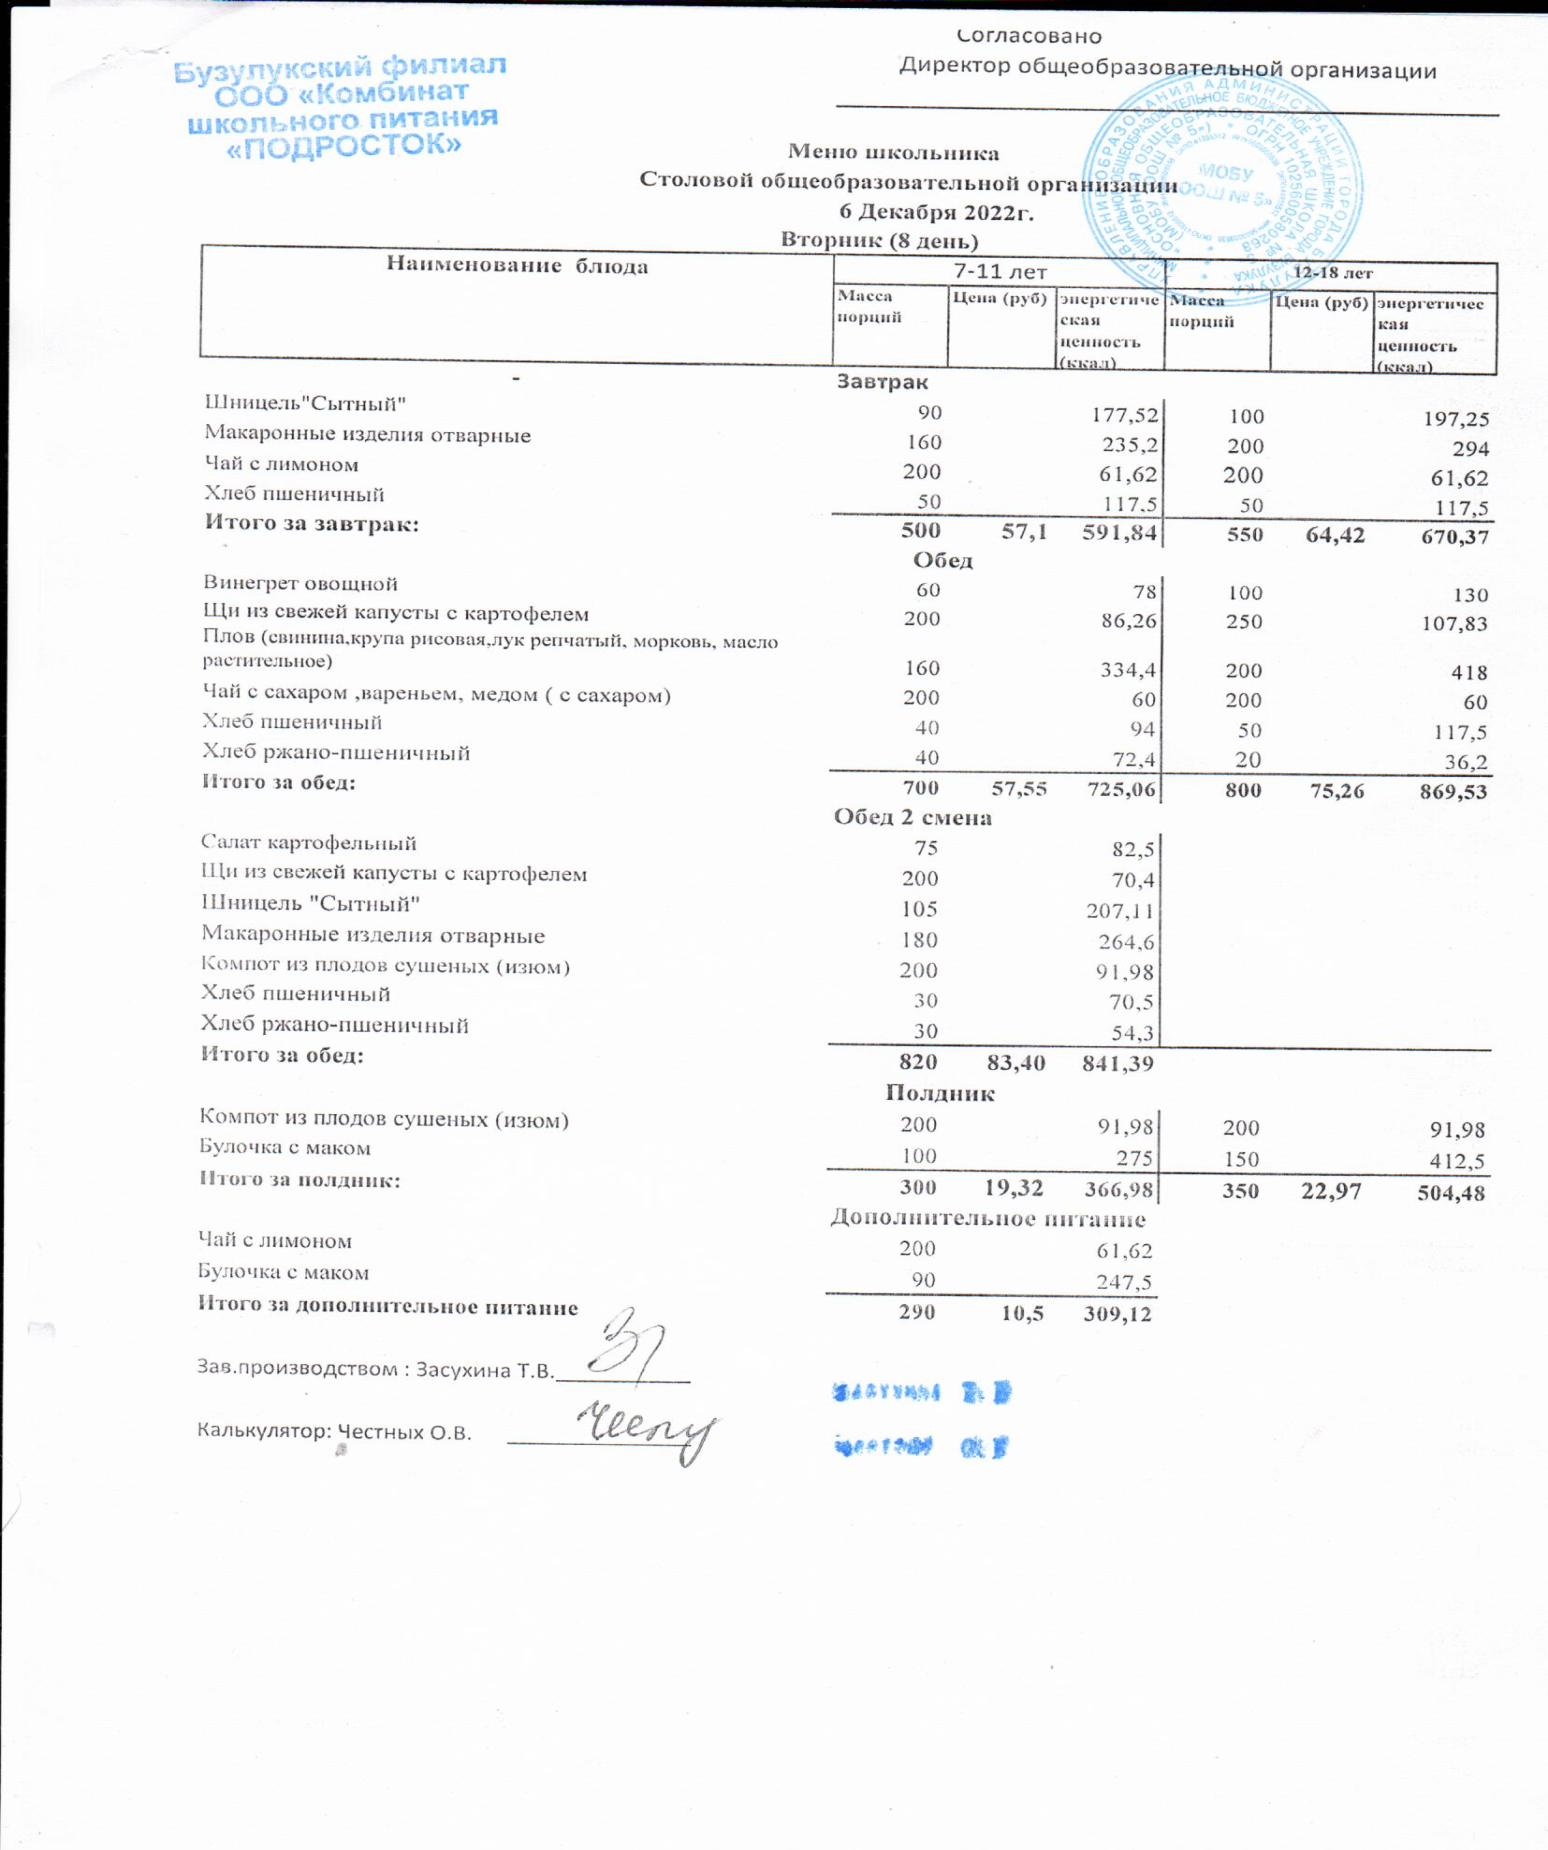 Согласовано
Директор общеобразовательной организации
Бузулукский филиал
ООО «Комбинат
школьного питания
«ПОДРОСТОК»
МОБУ
«ООШ № 5»
Меню школьника
Столовой общеобразовательной организации
6 Декабря 2022г.
Вторник (8 день)
Наименование блюда 7-11 лет 12-18 лет
Масса порций Цена (руб) энергетиче ская ценность (ккал) Масса порций Цена (руб) энергетичес кая ценность (ккал)
- Завтрак
Шницель"Сытный" 90 177,52 100 197,25
Макаронные изделия отварные 160 235,2 200 294
Чай с лимоном 200 61,62 200 61,62
Хлеб пшеничный 50 117,5 50 117,5
Итого за завтрак: 500 57,1 591,84 550 64,42 670,37
Обед
Винегрет овощной 60 78 100 130
Щи из свежей капусты с картофелем 200 86,26 250 107,83
Плов (свинина,крупа рисовая,лук репчатый, морковь, масло
растительное) 160 334,4 200 418
Чай с сахаром ,вареньем, медом ( с сахаром) 200 60 200 60
Хлеб пшеничный 40 94 50 117,5
Хлеб ржано-пшеничный 40 72,4 20 36,2
Итого за обед: 700 57,55 725,06 800 75,26 869,53
Обед 2 смена
Салат картофельный 75 82,5
Щи из свежей капусты с картофелем 200 70,4
Шницель "Сытный" 105 207,11
Макаронные изделия отварные 180 264,6
Компот из плодов сушеных (изюм) 200 91,98
Хлеб пшеничный 30 70,5
Хлеб ржано-пшеничный 30 54,3
Итого за обед: 820 83,40 841,39
Полдник
Компот из плодов сушеных (изюм) 200 91,98 200 91,98
Булочка с маком 100 275 150 412,5
Итого за полдник: 300 19,32 366,98 350 22,97 504,48
Дополнительное питание
Чай с лимоном 200 61,62
Булочка с маком 90 247,5
Итого за дополнительное питание 290 10,5 309,12
Зав.производством : Засухина Т.В.
Калькулятор: Честных О.В.